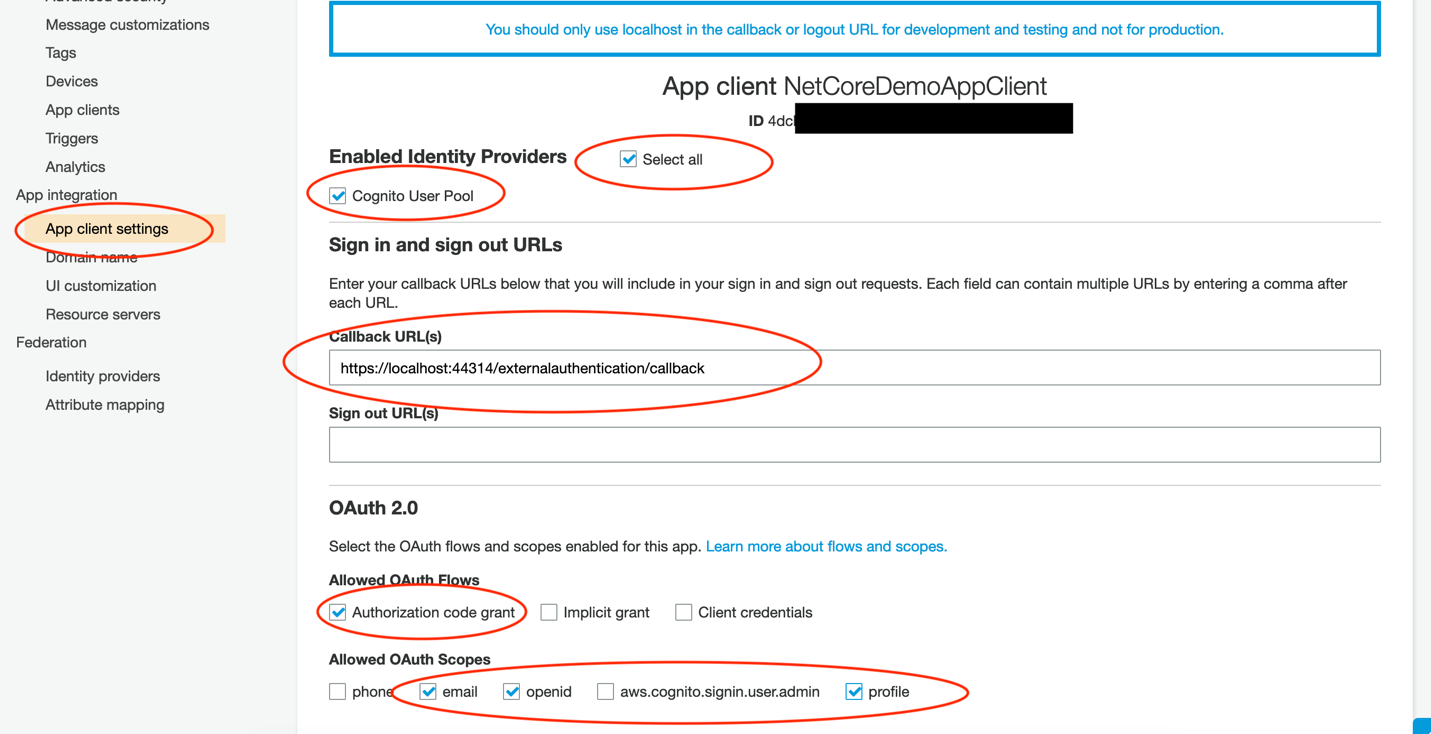 Advanced security
Message customizations
Tags
Devices
App clients
Triggers
Analytics
App integration
App client settings
Domain name
UI customization
Resource servers
Federation
Identity providers
Attribute mapping
You should only use localhost in the callback or logout URL for development and testing and not for production.
App client NetCoreDemoAppClient
ID 4dcl
Enabled Identity Providers
Select all
Cognito User Pool
Sign in and sign out URLs
Enter your callback URLs below that you will include in your sign in and sign out requests. Each field can contain multiple URLs by entering a comma after
each URL.
Callback URL(s)
https://localhost:44314/externalauthentication/callback
Sign out URL(s)
OAuth 2.0
Select the OAuth flows and scopes enabled for this app. Learn more about flows and scopes.
Allowed OAuth Flows
Authorization code grant Implicit grant Client credentials
Allowed OAuth Scopes
phone email openid aws.cognito.signin.user.admin profile